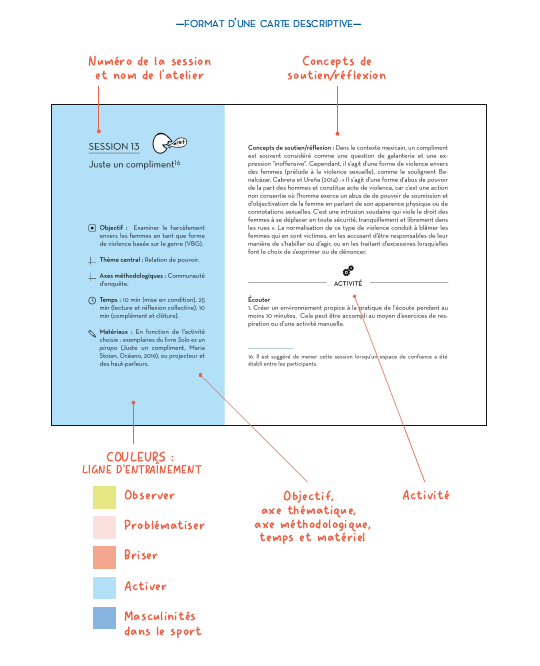 —FORMAT D'UNE CARTE DESCRIPTIVE—
Numéro de la session
et nom de l'atelier
Concepts de
soutien/réflexion
SESSION 13
Juste un compliment16
Objectif : Examiner le harcèlement
envers les femmes en tant que forme
de violence basée sur le genre (VBG).
Thème central : Relation de pouvoir.
Axes méthodologiques : Communauté
d'enquête.
Temps : 10 min (mise en condition), 25
min (lecture et réflexion collective), 10
min (complément et clôture).
Matériaux : En fonction de l'activité
choisie : exemplaires du livre Solo es un
piropo (Juste un compliment, Maria
Stoian, Océano, 2019), ou projecteur et
des haut-parleurs.
Concepts de soutien/réflexion : Dans le contexte mexicain, un compliment
est souvent considéré comme une question de galanterie et une ex-
pression "inoffensive". Cependant, il s'agit d'une forme de violence envers
des femmes (prélude à la violence sexuelle), comme le soulignent Be-
nalcázar, Cabrera et Ureña (2014) : « Il s'agit d'une forme d'abus de pouvoir
de la part des hommes et constitue acte de violence, car c'est une action
non consentie où l'homme exerce un abus de de pouvoir de soumission et
d'objectivation de la femme en parlant de son apparence physique ou de
connotations sexuelles. C'est une intrusion soudaine qui viole le droit des
femmes à se déplacer en toute sécurité, tranquillement et librement dans
les rues ». La normalisation de ce type de violence conduit à blâmer les
femmes qui en sont victimes, en les accusant d'être responsables de leur
manière de s'habiller ou d'agir, ou en les traitant d'excessives lorsqu'elles
font le choix de s'exprimer ou de dénoncer.
ACTIVITÉ
Écouter
1. Créer un environnement propice à la pratique de l'écoute pendant au
moins 10 minutes. Cela peut être accompli au moyen d'exercices de res-
piration ou d'une activité manuelle.
16. Il est suggéré de mener cette session lorsqu'un espace de confiance a été
établi entre les participants.
COULEURS :
LIGNE D'ENTRAÎNEMENT
Observer
Problématiser
Briser
Activer
Masculinités
dans le sport
Objectif,
axe thématique,
axe méthodologique,
temps et matériel
Activité